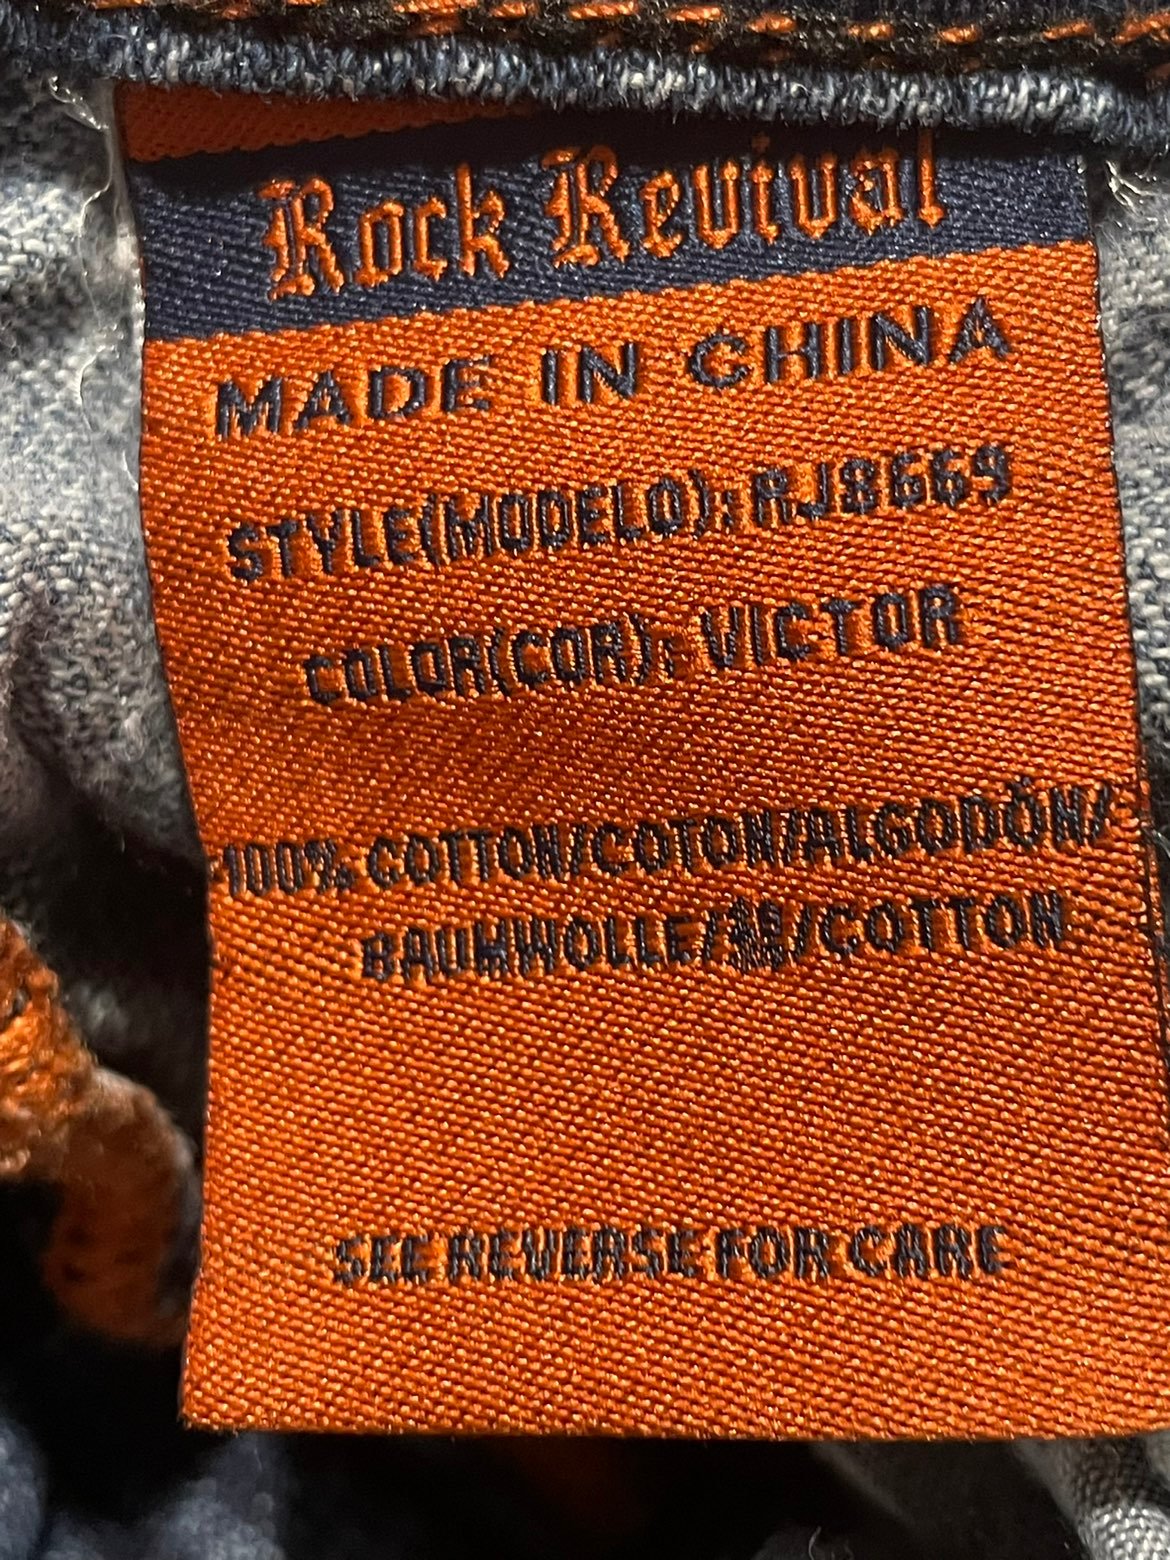 Rock Revival
MADE IN CHINA
STYLE(MODELO): RJ8669
COLOR(COR): VICTOR
100% COTTON/COTON/ALGODÓN/
BAUMWOLLE/棉/COTTON
SEE REVERSE FOR CARE